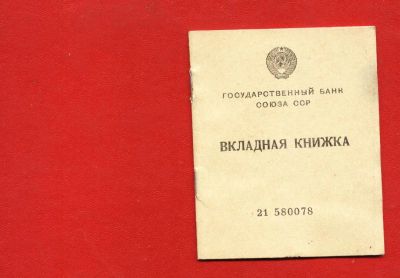 ГОСУДАРСТВЕННЫЙ БАНК
СОЮЗА ССР
ВКЛАДНАЯ КНИЖКА
21 580078